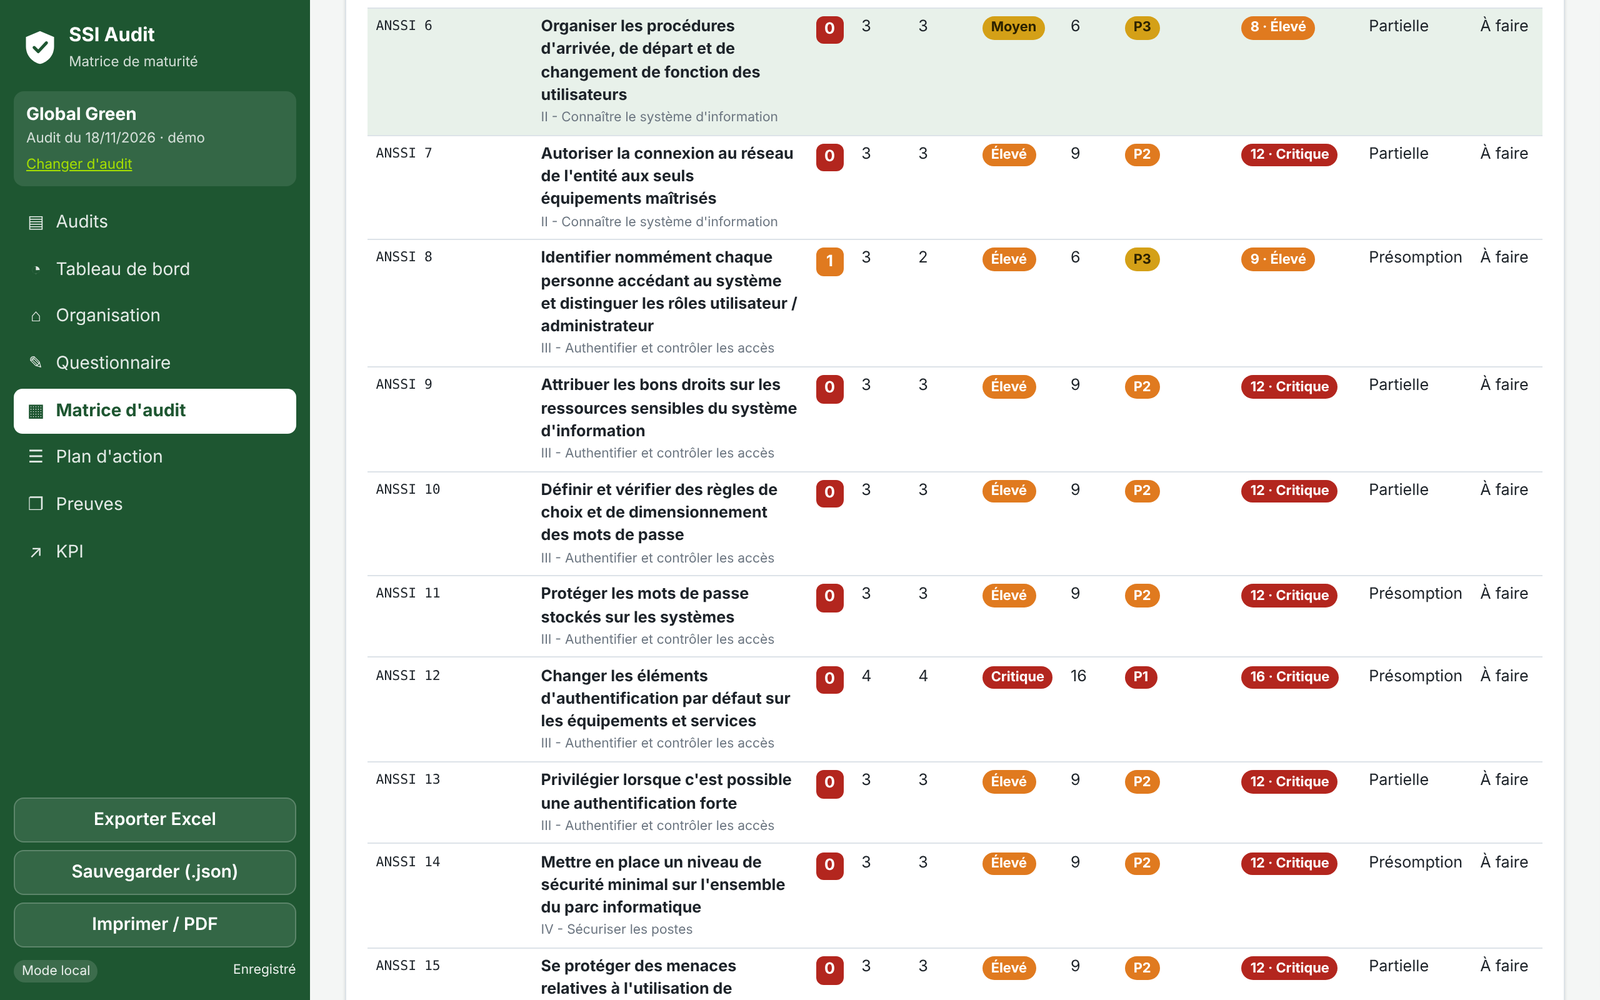 SSI Audit
Matrice de maturité
Global Green
Audit du 18/11/2026 · démo
Changer d'audit
Audits
Tableau de bord
Organisation
Questionnaire
Matrice d'audit
Plan d'action
Preuves
KPI
Exporter Excel
Sauvegarder (.json)
Imprimer / PDF
Mode local
Enregistré
ANSSI 6
Organiser les procédures
d'arrivée, de départ et de
changement de fonction des
utilisateurs
II - Connaître le système d'information
0 3 3 Moyen 6 P3 8 · Élevé Partielle À faire
ANSSI 7
Autoriser la connexion au réseau
de l'entité aux seuls
équipements maîtrisés
II - Connaître le système d'information
0 3 3 Élevé 9 P2 12 · Critique Partielle À faire
ANSSI 8
Identifier nommément chaque
personne accédant au système
et distinguer les rôles utilisateur /
administrateur
III - Authentifier et contrôler les accès
1 3 2 Élevé 6 P3 9 · Élevé Présomption À faire
ANSSI 9
Attribuer les bons droits sur les
ressources sensibles du système
d'information
III - Authentifier et contrôler les accès
0 3 3 Élevé 9 P2 12 · Critique Partielle À faire
ANSSI 10
Définir et vérifier des règles de
choix et de dimensionnement
des mots de passe
III - Authentifier et contrôler les accès
0 3 3 Élevé 9 P2 12 · Critique Partielle À faire
ANSSI 11
Protéger les mots de passe
stockés sur les systèmes
III - Authentifier et contrôler les accès
0 3 3 Élevé 9 P2 12 · Critique Présomption À faire
ANSSI 12
Changer les éléments
d'authentification par défaut sur
les équipements et services
III - Authentifier et contrôler les accès
0 4 4 Critique 16 P1 16 · Critique Présomption À faire
ANSSI 13
Privilégier lorsque c'est possible
une authentification forte
III - Authentifier et contrôler les accès
0 3 3 Élevé 9 P2 12 · Critique Partielle À faire
ANSSI 14
Mettre en place un niveau de
sécurité minimal sur l'ensemble
du parc informatique
IV - Sécuriser les postes
0 3 3 Élevé 9 P2 12 · Critique Présomption À faire
ANSSI 15
Se protéger des menaces
relatives à l'utilisation de
0 3 3 Élevé 9 P2 12 · Critique Partielle À faire